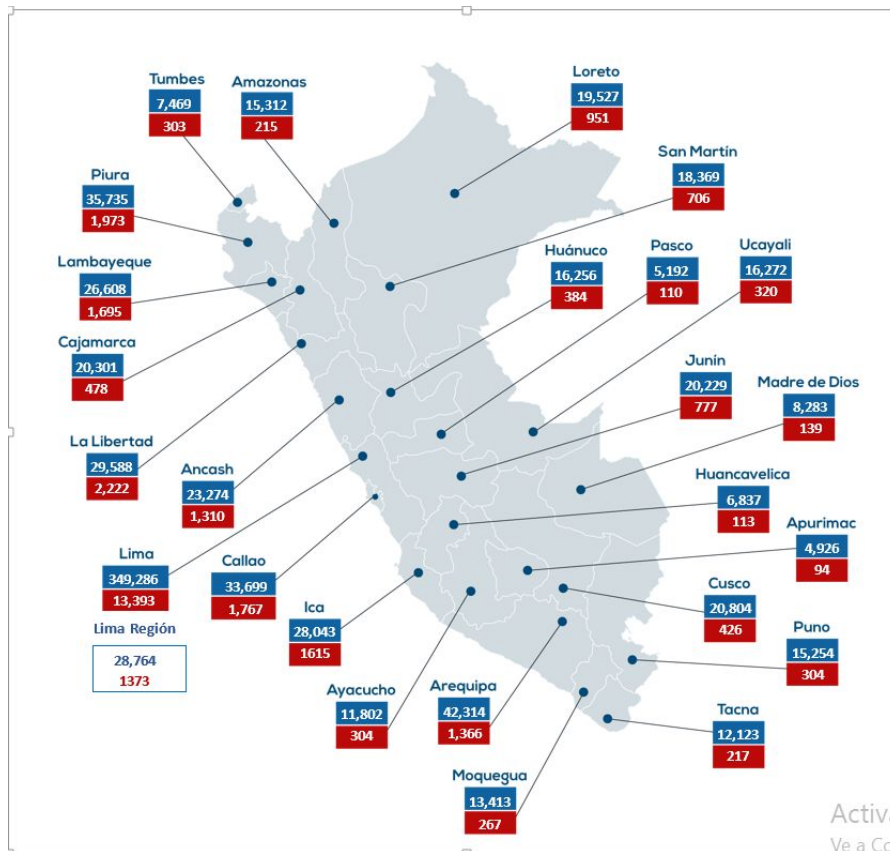 Tumbes
7,469
303
Amazonas
15,312
215
Loreto
19,527
951
San Martín
18,369
706
Piura
35,735
1,973
Huánuco
16,256
384
Pasco
5,192
110
Ucayali
16,272
320
Lambayeque
26,608
1,695
Cajamarca
20,301
478
Junín
20,229
777
Madre de Dios
8,283
139
La Libertad
29,588
2,222
Ancash
23,274
1,310
Huancavelica
6,837
113
Apurimac
4,926
94
Lima
349,286
13,393
Callao
33,699
1,767
Ica
28,043
1615
Cusco
20,804
426
Lima Región
28,764
1373
Puno
15,254
304
Ayacucho
11,802
304
Arequipa
42,314
1,366
Tacna
12,123
217
Moquegua
13,413
267
Activa
Ve a Co